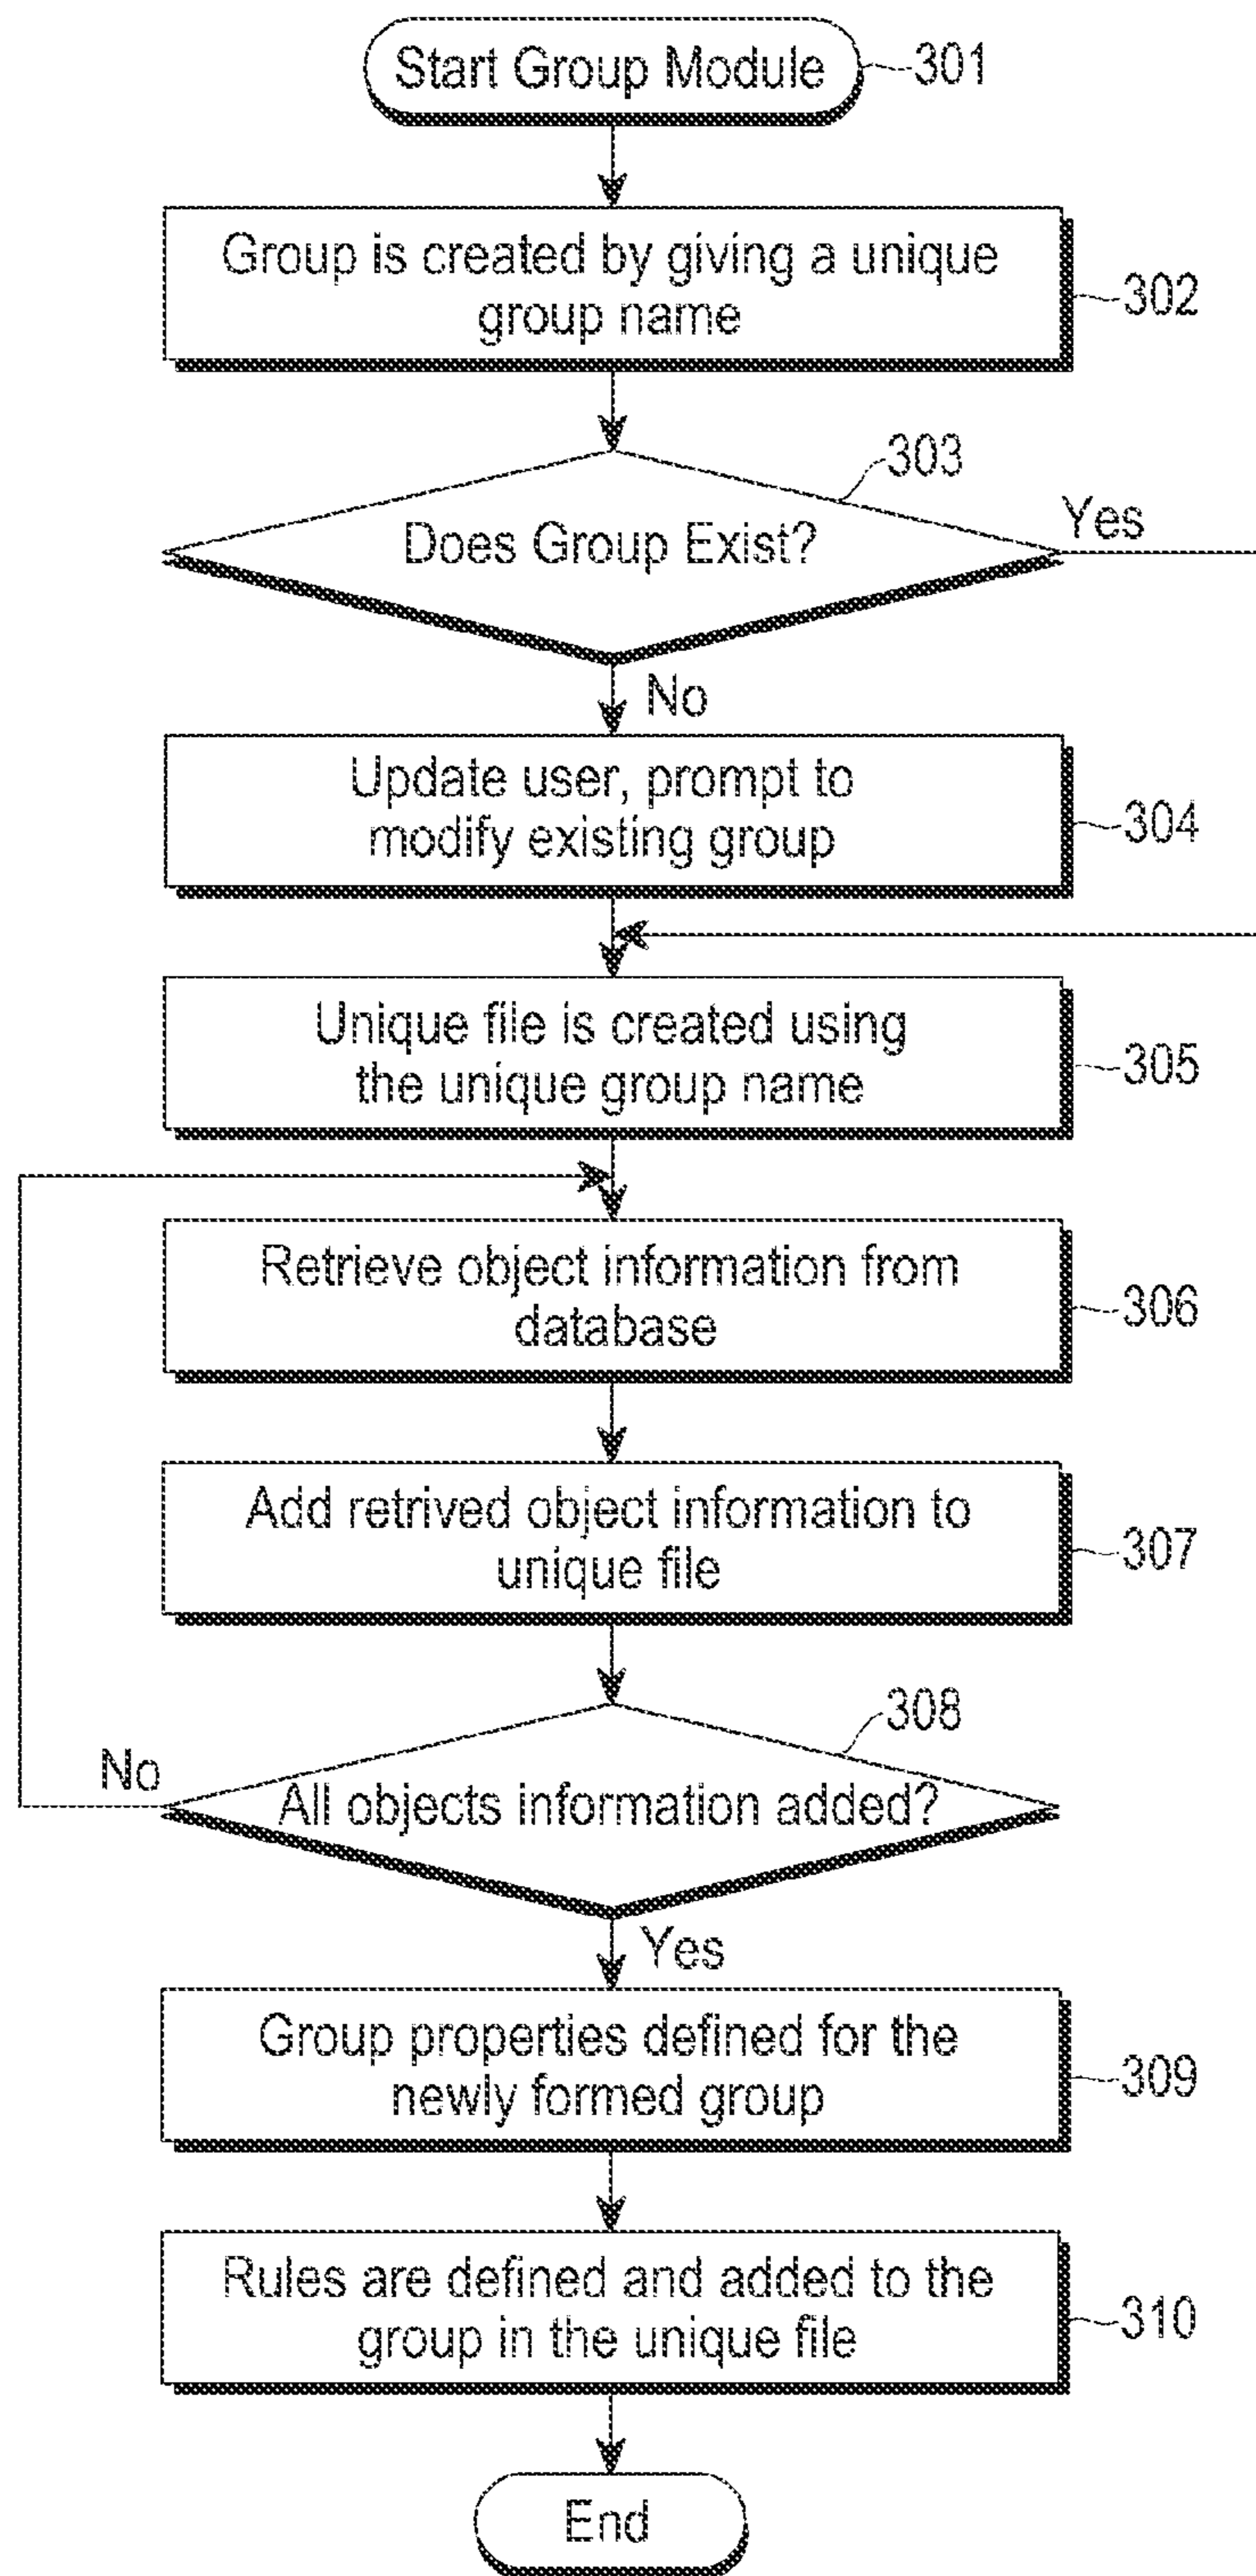 Start Group Module
301
Group is created by giving a unique
group name
302
303
Does Group Exist?
Yes
No
Update user, prompt to
modify existing group
304
Unique file is created using
the unique group name
305
Retrieve object information from
database
306
Add retrived object information to
unique file
307
308
No
All objects information added?
Yes
Group properties defined for the
newly formed group
309
Rules are defined and added to the
group in the unique file
310
End